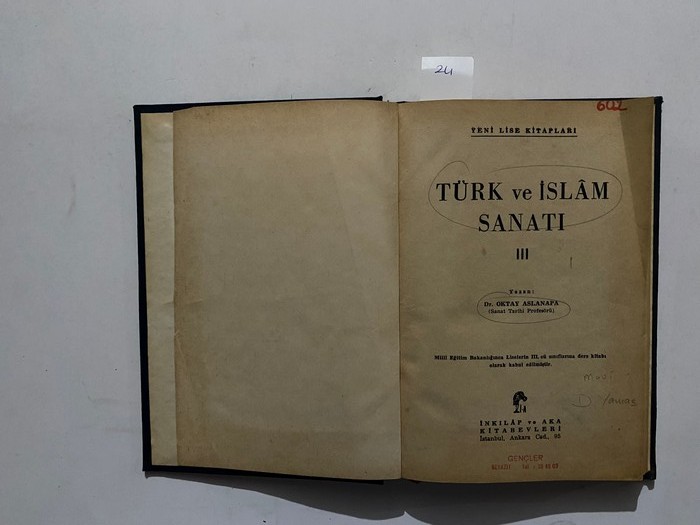 24
602
YENİ LİSE KİTAPLARI
TÜRK ve İSLÂM
SANATI
III
Yazan:
Dr. OKTAY ASLANAPA
(Sanat Tarihi Profesörü)
Millî Eğitim Bakanlığınca Liselerin III. cü sınıflarına ders kitabı
olarak kabul edilmiştir.
İNKILÂP ve AKA
KİTABEVLERİ
İstanbul, Ankara Cad., 95
GENÇLER